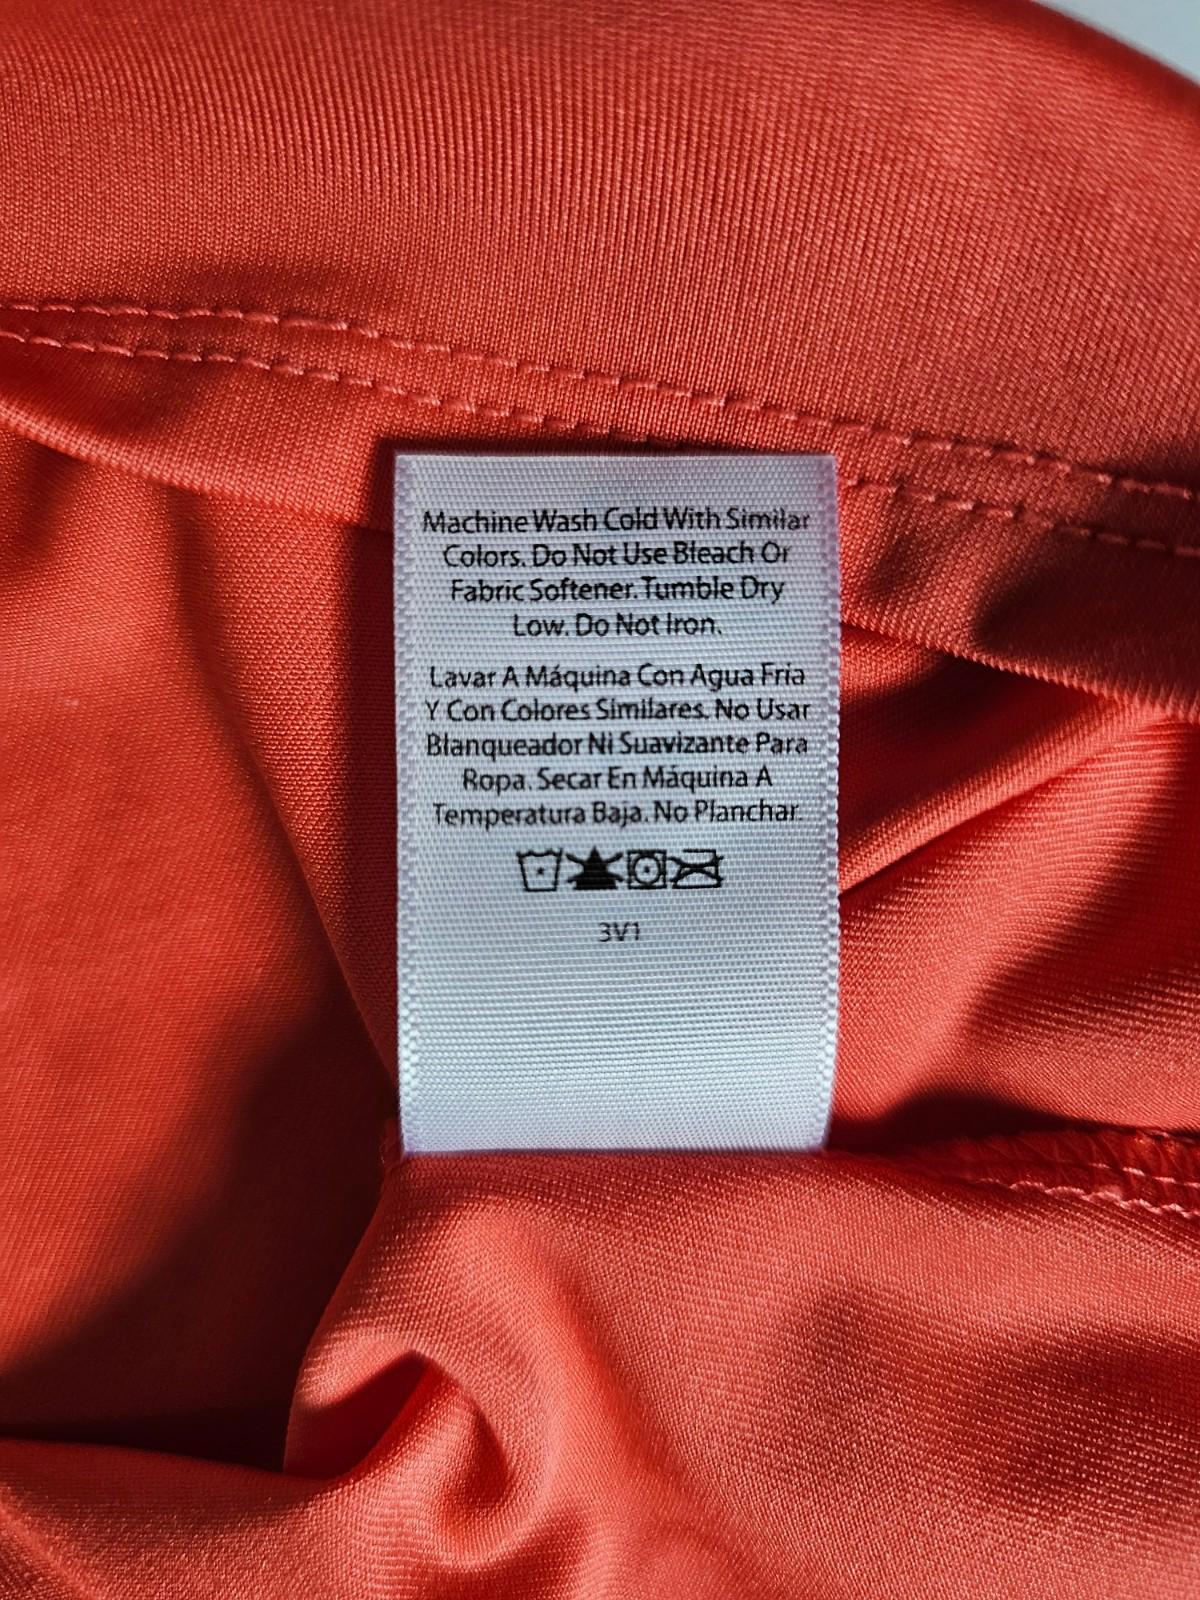 Machine Wash Cold With Similar
Colors. Do Not Use Bleach Or
Fabric Softener. Tumble Dry
Low. Do Not Iron.
Lavar A Máquina Con Agua Fría
Y Con Colores Similares. No Usar
Blanqueador Ni Suavizante Para
Ropa. Secar En Máquina A
Temperatura Baja. No Planchar.
3V1